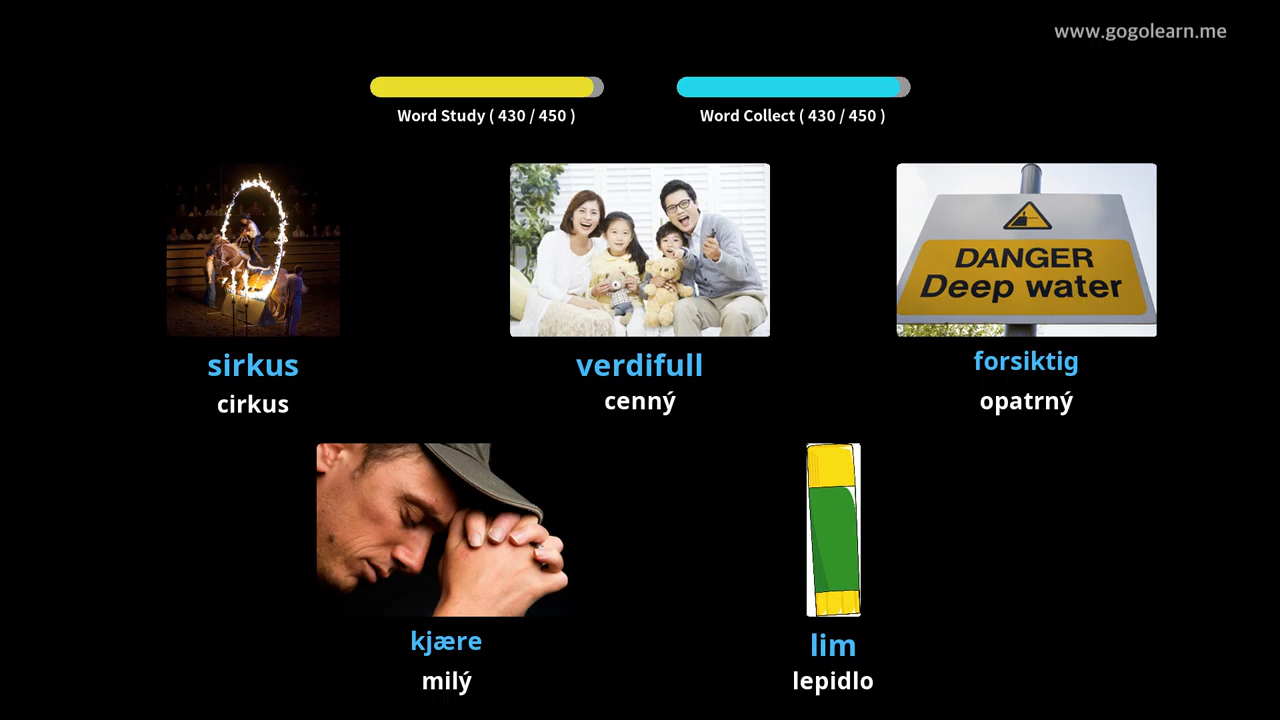 www.gogolearn.me
Word Study ( 430 / 450 )
Word Collect ( 430 / 450 )
DANGER
Deep water
sirkus
verdifull
forsiktig
cirkus
cenný
opatrný
kjære
lim
milý
lepidlo